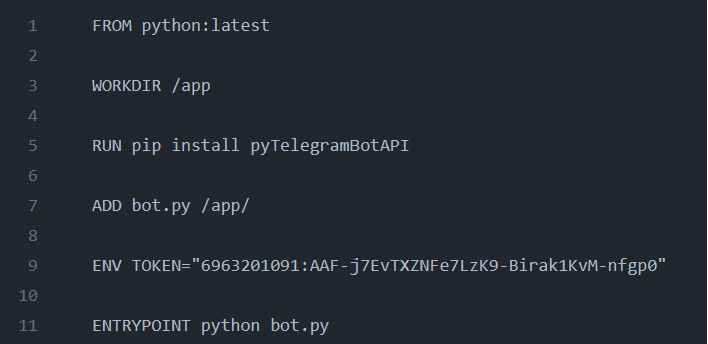 1 FROM python:latest
2
3 WORKDIR /app
4
5 RUN pip install pyTelegramBotAPI
6
7 ADD bot.py /app/
8
9 ENV TOKEN="6963201091:AAF-j7EvTXZNFe7LzK9-Birak1KvM-nfgp0"
10
11 ENTRYPOINT python bot.py